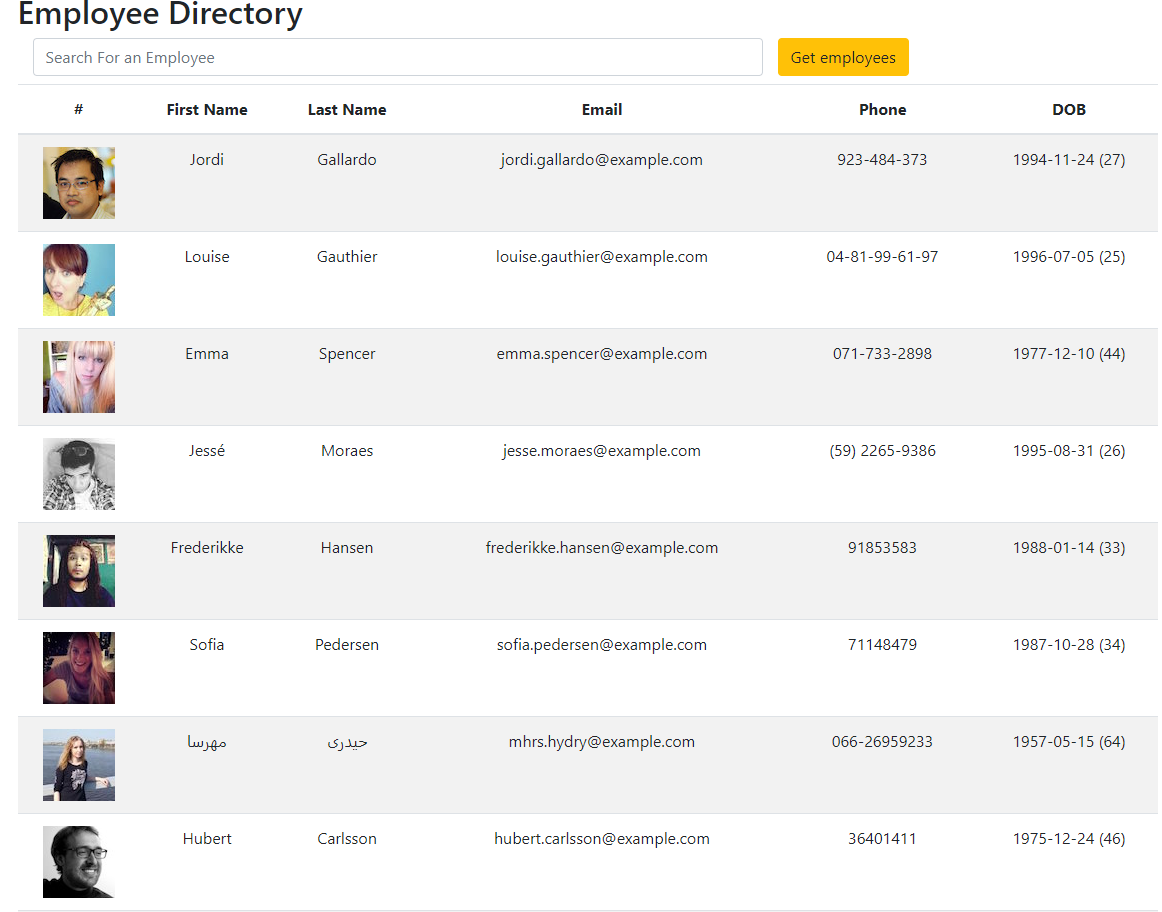 Employee Directory
Search For an Employee Get employees
# First Name Last Name Email Phone DOB
Jordi Gallardo jordi.gallardo@example.com 923-484-373 1994-11-24 (27)
Louise Gauthier louise.gauthier@example.com 04-81-99-61-97 1996-07-05 (25)
Emma Spencer emma.spencer@example.com 071-733-2898 1977-12-10 (44)
Jessé Moraes jesse.moraes@example.com (59) 2265-9386 1995-08-31 (26)
Frederikke Hansen frederikke.hansen@example.com 91853583 1988-01-14 (33)
Sofia Pedersen sofia.pedersen@example.com 71148479 1987-10-28 (34)
مهرسا حیدری mhrs.hydry@example.com 066-26959233 1957-05-15 (64)
Hubert Carlsson hubert.carlsson@example.com 36401411 1975-12-24 (46)